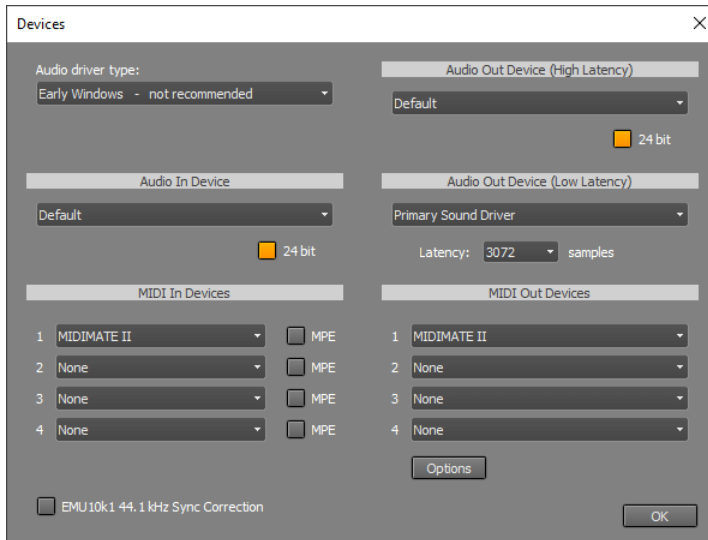 Devices
Audio driver type:
Early Windows - not recommended
Audio Out Device (High Latency)
Default
24 bit
Audio In Device
Default
24 bit
Audio Out Device (Low Latency)
Primary Sound Driver
Latency: 3072 samples
MIDI In Devices
1 MIDIMATE II MPE
2 None MPE
3 None MPE
4 None MPE
MIDI Out Devices
1 MIDIMATE II
2 None
3 None
4 None
Options
EMU10k1 44.1 kHz Sync Correction
OK